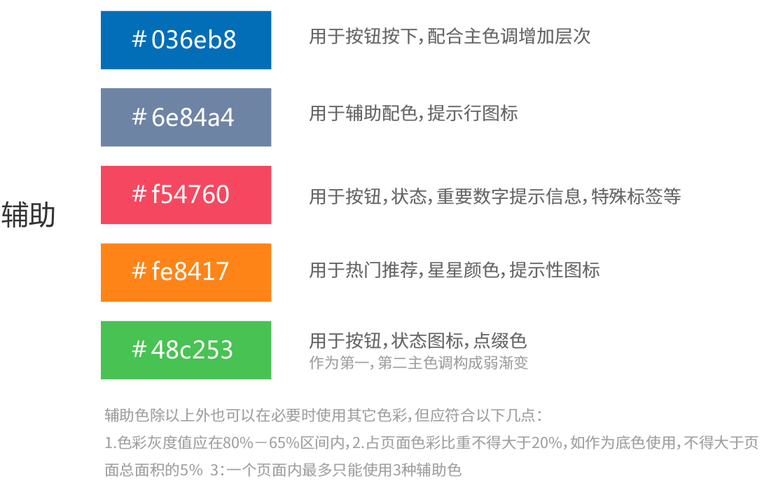 #036eb8
用于按钮按下，配合主色调增加层次
#6e84a4
用于辅助配色，提示行图标
辅助
#f54760
用于按钮，状态，重要数字提示信息，特殊标签等
#fe8417
用于热门推荐，星星颜色，提示性图标
#48c253
用于按钮，状态图标，点缀色
作为第一，第二主色调构成弱渐变
辅助色除以上外也可以在必要时使用其它色彩，但应符合以下几点：
1.色彩灰度值应在80%－65%区间内，2.占页面色彩比重不得大于20%，如作为底色使用，不得大于页
面总面积的5% 3：一个页面内最多只能使用3种辅助色